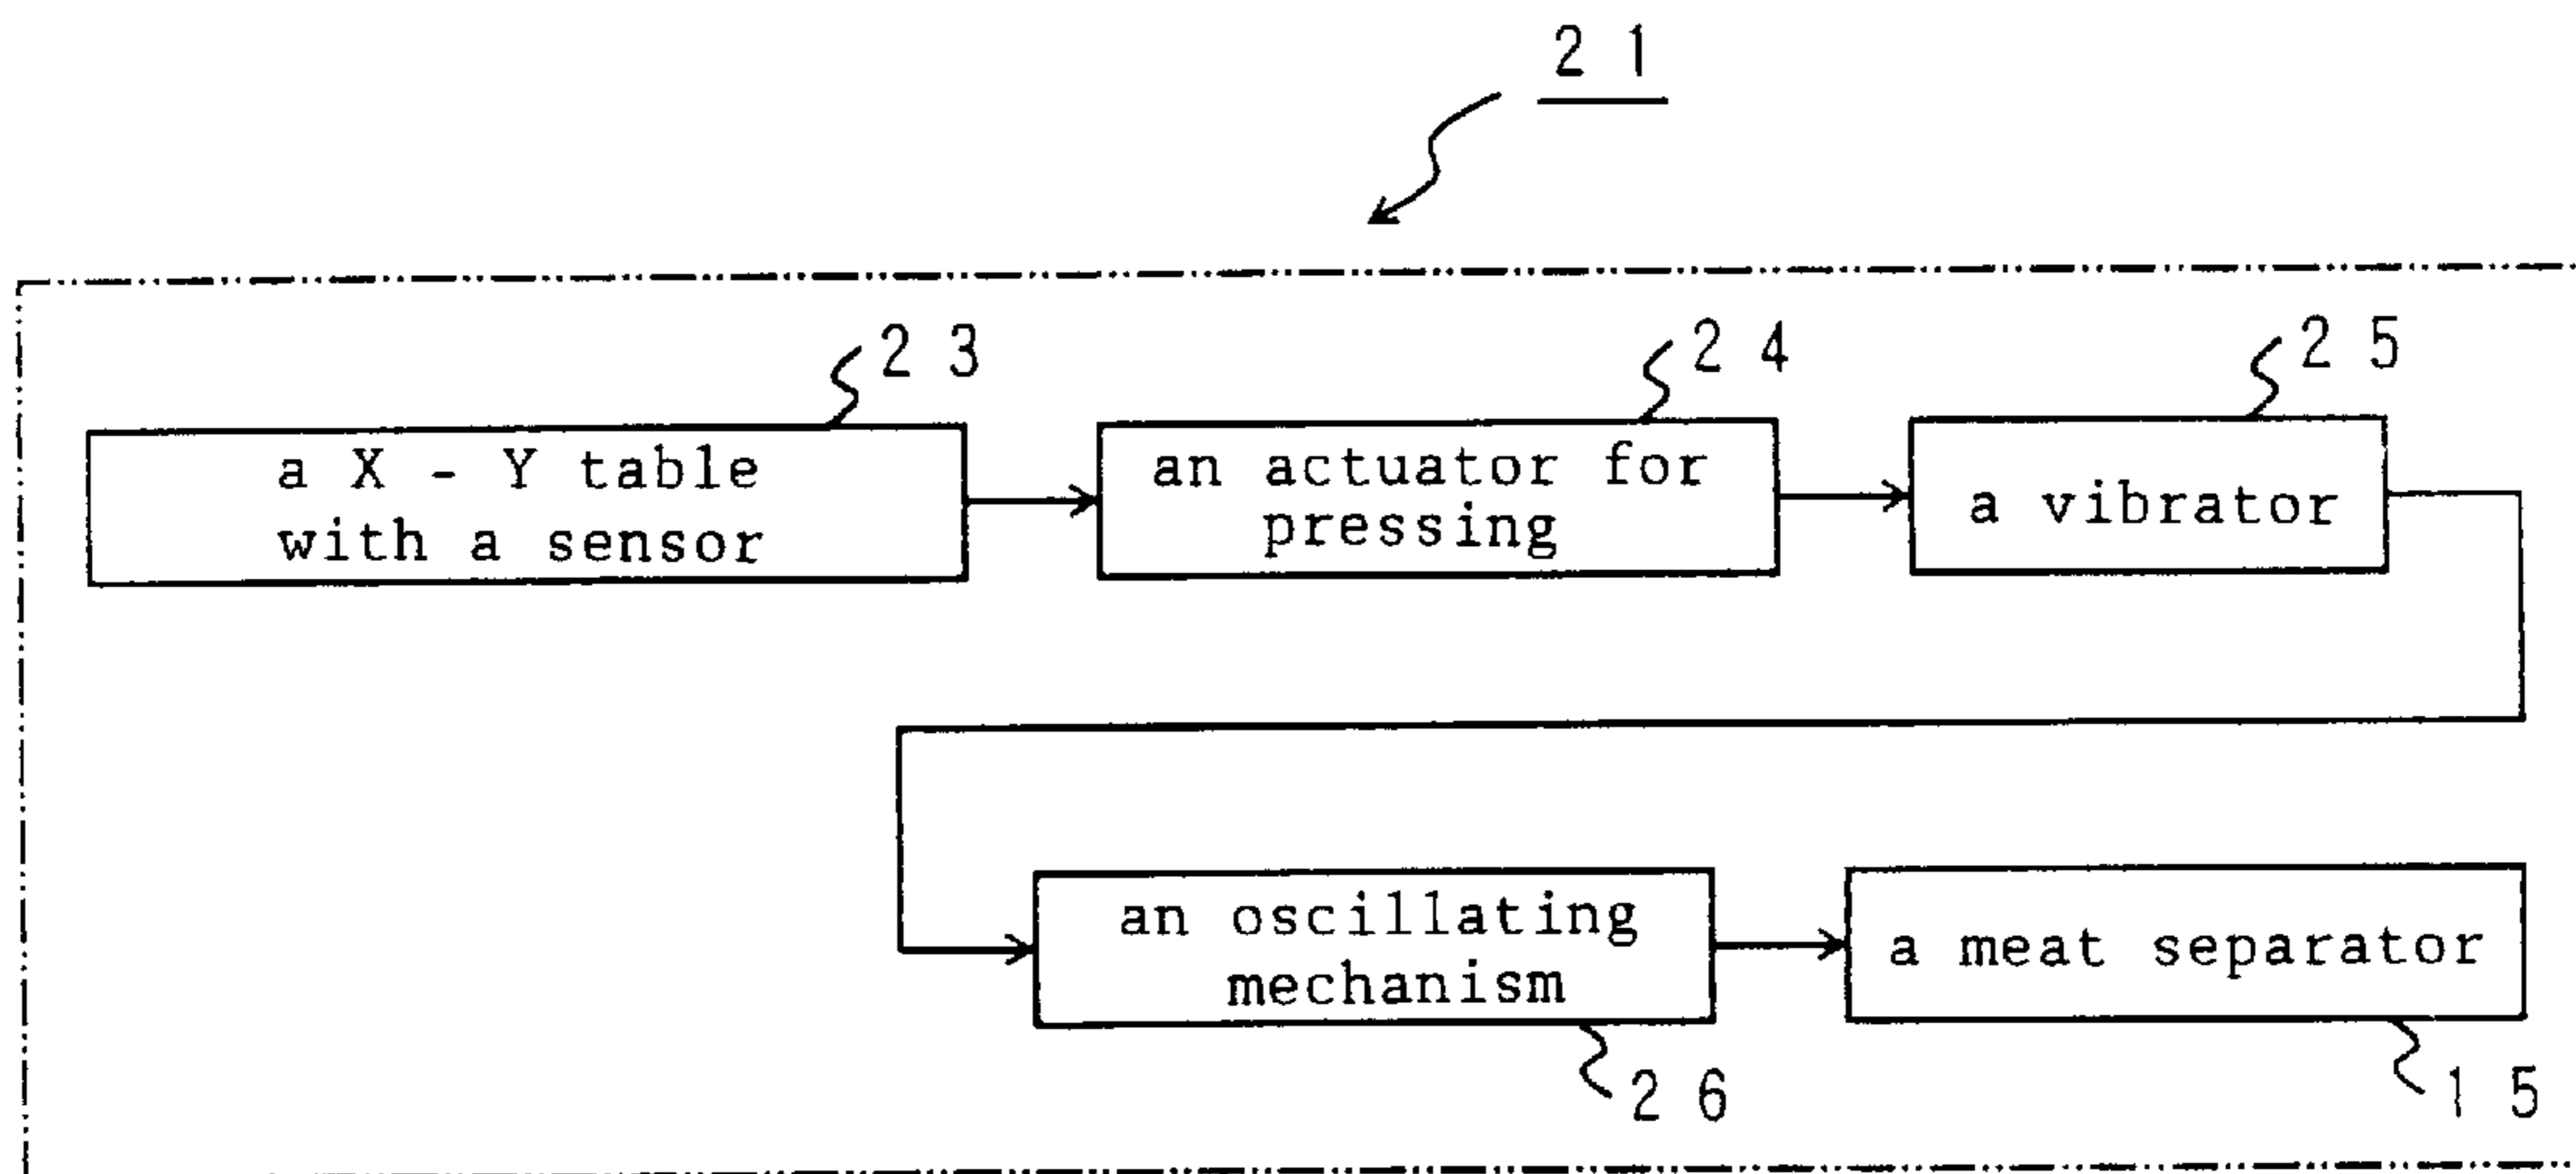 21
23
24
25
a X - Y table
with a sensor
an actuator for
pressing
a vibrator
an oscillating
mechanism
a meat separator
26
15